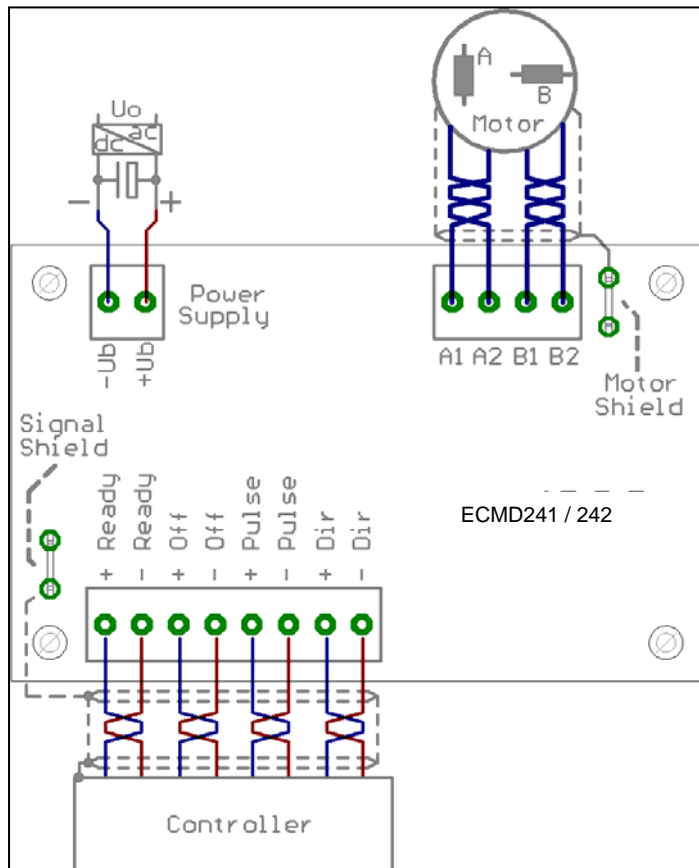 Uo
dc ac
- +
A
B
Motor
Power
Supply
-Ub
+Ub
A1 A2 B1 B2
Motor
Shield
Signal
Shield
+ Ready
- Ready
+ Off
- Off
+ Pulse
- Pulse
+ Dir
- Dir
ECMD241 / 242
Controller